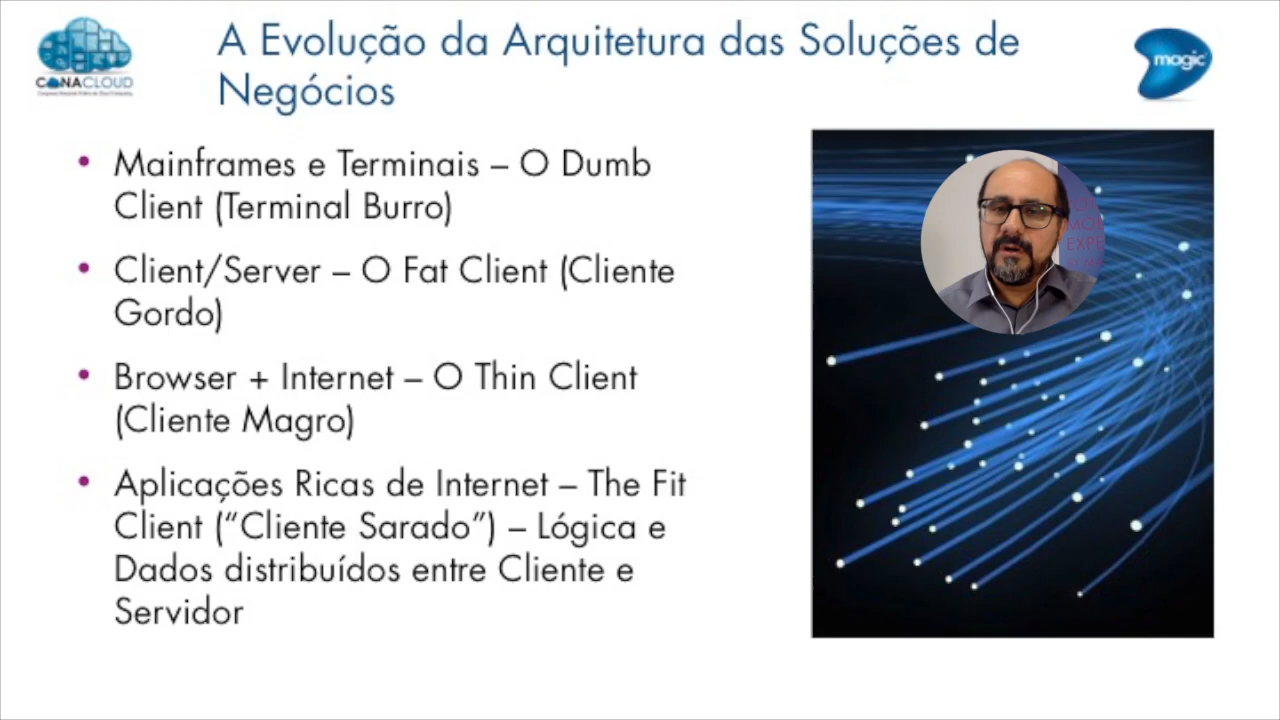 CONACLOUD
A Evolução da Arquitetura das Soluções de
Negócios
magic
• Mainframes e Terminais – O Dumb
Client (Terminal Burro)
• Client/Server – O Fat Client (Cliente
Gordo)
• Browser + Internet – O Thin Client
(Cliente Magro)
• Aplicações Ricas de Internet – The Fit
Client (“Cliente Sarado”) – Lógica e
Dados distribuídos entre Cliente e
Servidor